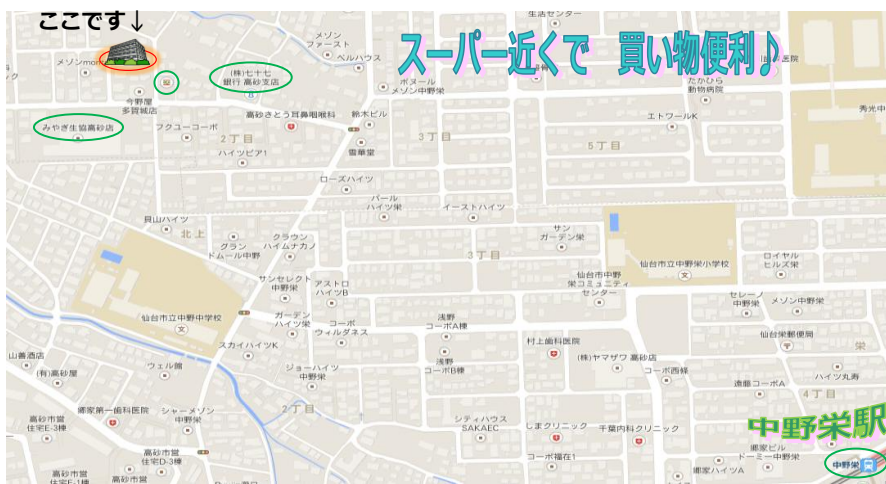 ここです↓
スーパー近くで 買い物便利♪
生活センター
メゾン
ファースト
ベルハウス
メゾンmori
(株)七十七
銀行 高砂支店
ボヌール
メゾン中野栄
たかひら
動物病院
今野屋
多賀城店
高砂さとう耳鼻咽喉科
鈴木ビル
エトワールK
秀光中
みやぎ生協高砂店
フクユーコーポ
2丁目
3丁目
5丁目
ハイツピア1
雲華堂
ローズハイツ
パール
ハイツ栄
イーストハイツ
貝山ハイツ
北上
グラン
ドムール中野
クラウン
ハイムナカノ
サン
ガーデン栄
3丁目
仙台市立中野栄小学校
ロイヤル
ヒルズ栄
サンセレクト
中野栄
アストロ
ハイツB
仙台市中野
栄コミュニティ
センター
セレーノ
中野栄
メゾン中野栄
仙台市立中野中学校
ガーデン
ハイツ栄
コーポ
ウィルダネス
浅野
コーポA棟
仙台栄郵便局
スカイハイツK
村上歯科医院
栄
山善酒店
(有)高砂屋
ウェル館
ジョーハイツ
中野栄
浅野
コーポB棟
(株)ヤマザワ 高砂店
コーポ西條
ハイツ丸寿
遠藤コーポA
4丁目
郷家第一歯科医院
シャーメゾン
中野栄
2丁目
シティハウス
SAKAEC
しまクリニック
千葉内科クリニック
中野栄駅
高砂市営
住宅E-3棟
高砂市営
住宅D-3棟
コーポ福在1
郷家ビル
ドーミー中野栄
郷家ハイツA
中野栄
高砂市営
住宅E-1棟
高砂市営